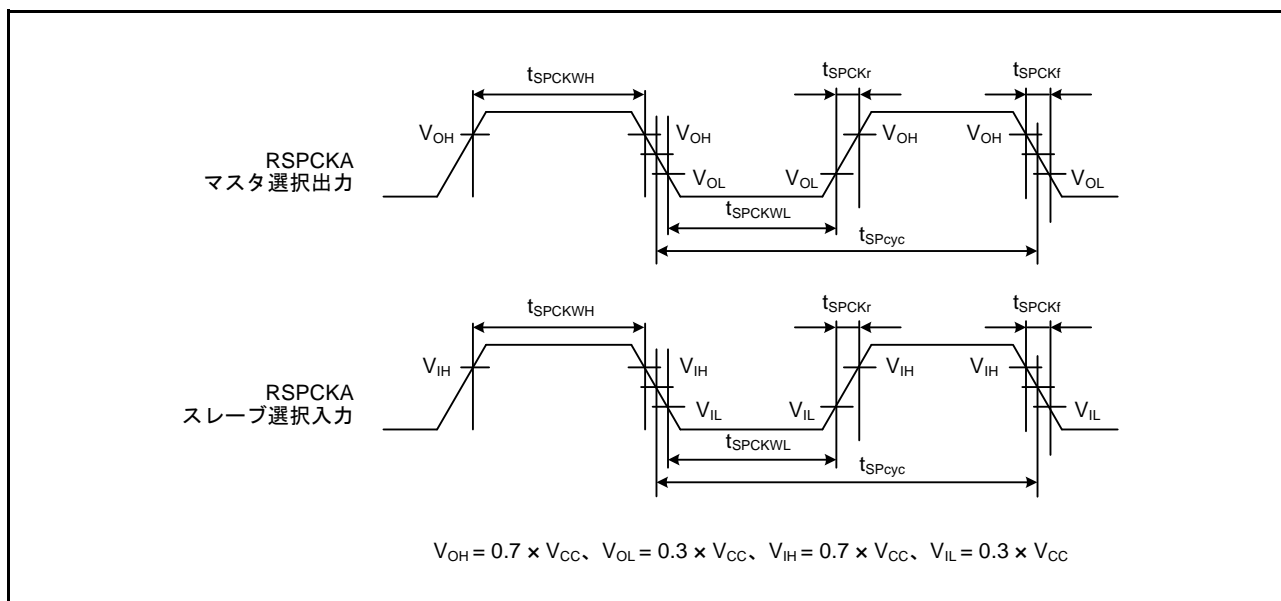 tSPCKWH tSPCKr tSPCKf
VOH VOH VOH VOH
RSPCKA
マスタ選択出力
VOL VOL VOL
tSPCKWL
tSPcyc
tSPCKWH tSPCKr tSPCKf
VIH VIH VIH VIH
RSPCKA
スレーブ選択入力
VIL VIL VIL
tSPCKWL
tSPcyc
VOH = 0.7 × VCC、VOL = 0.3 × VCC、VIH = 0.7 × VCC、VIL = 0.3 × VCC